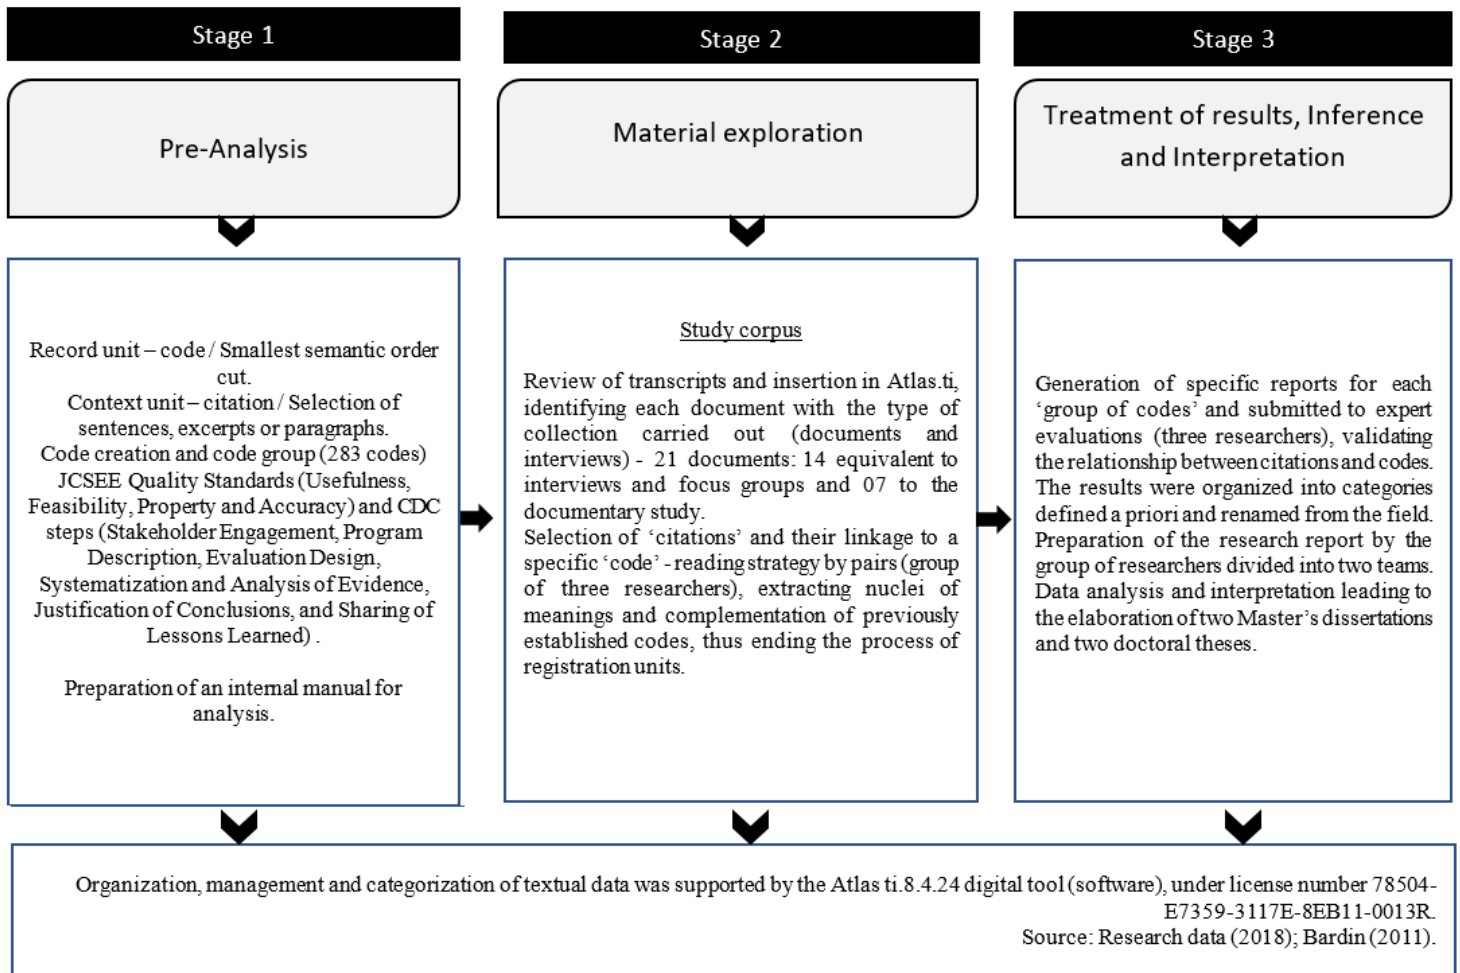 Stage 1
Pre-Analysis
Record unit – code / Smallest semantic order
cut.
Context unit – citation / Selection of
sentences, excerpts or paragraphs.
Code creation and code group (283 codes)
JCSEE Quality Standards (Usefulness,
Feasibility, Property and Accuracy) and CDC
steps (Stakeholder Engagement, Program
Description, Evaluation Design,
Systematization and Analysis of Evidence,
Justification of Conclusions, and Sharing of
Lessons Learned) .
Preparation of an internal manual for
analysis.
Stage 2
Material exploration
Study corpus
Review of transcripts and insertion in Atlas.ti,
identifying each document with the type of
collection carried out (documents and
interviews) - 21 documents: 14 equivalent to
interviews and focus groups and 07 to the
documentary study.
Selection of ‘citations’ and their linkage to a
specific ‘code’ - reading strategy by pairs (group
of three researchers), extracting nuclei of
meanings and complementation of previously
established codes, thus ending the process of
registration units.
Stage 3
Treatment of results, Inference
and Interpretation
Generation of specific reports for each
‘group of codes’ and submitted to expert
evaluations (three researchers), validating
the relationship between citations and codes.
The results were organized into categories
defined a priori and renamed from the field.
Preparation of the research report by the
group of researchers divided into two teams.
Data analysis and interpretation leading to
the elaboration of two Master’s dissertations
and two doctoral theses.
Organization, management and categorization of textual data was supported by the Atlas ti.8.4.24 digital tool (software), under license number 78504-
E7359-3117E-8EB11-0013R.
Source: Research data (2018); Bardin (2011).